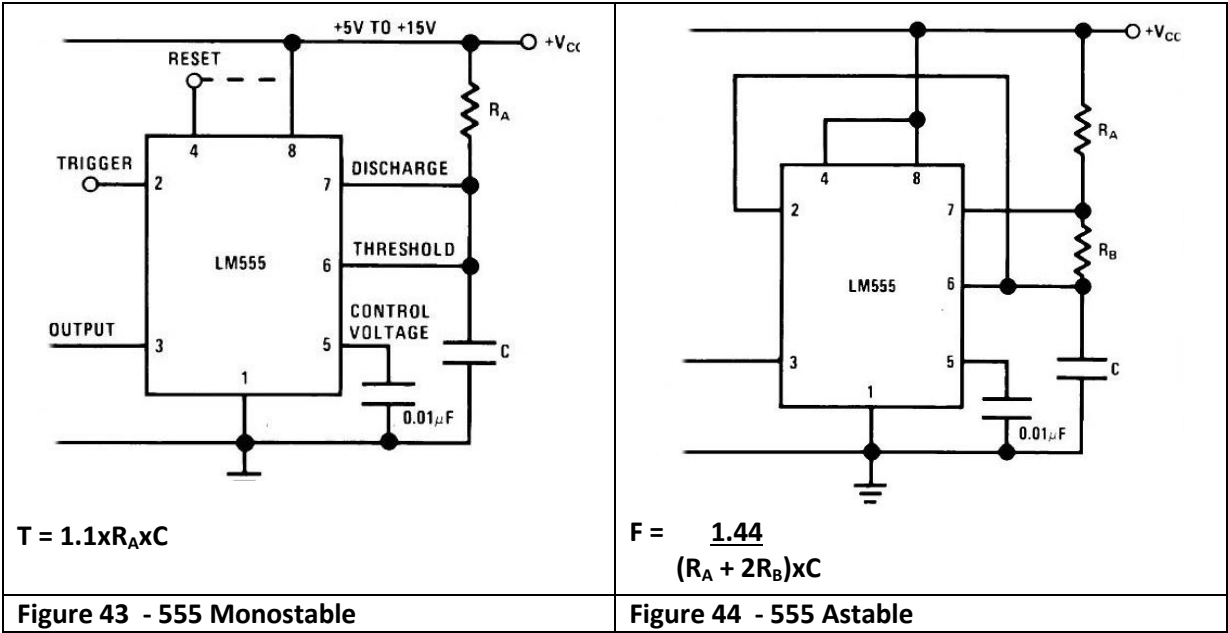 +5V TO +15V
+VCC
RESET
RA
4
8
TRIGGER
2
7
DISCHARGE
LM555
6
THRESHOLD
CONTROL
VOLTAGE
OUTPUT
3
5
C
1
0.01µF
T = 1.1xRAxC
Figure 43 - 555 Monostable
+VCC
RA
4
8
2
7
RB
LM555
6
3
5
C
1
0.01µF
F = 1.44
(RA + 2RB)xC
Figure 44 - 555 Astable